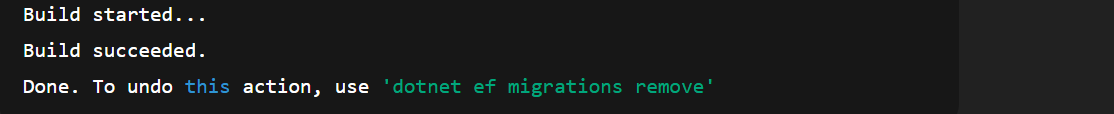 Build started...
Build succeeded.
Done. To undo this action, use 'dotnet ef migrations remove'